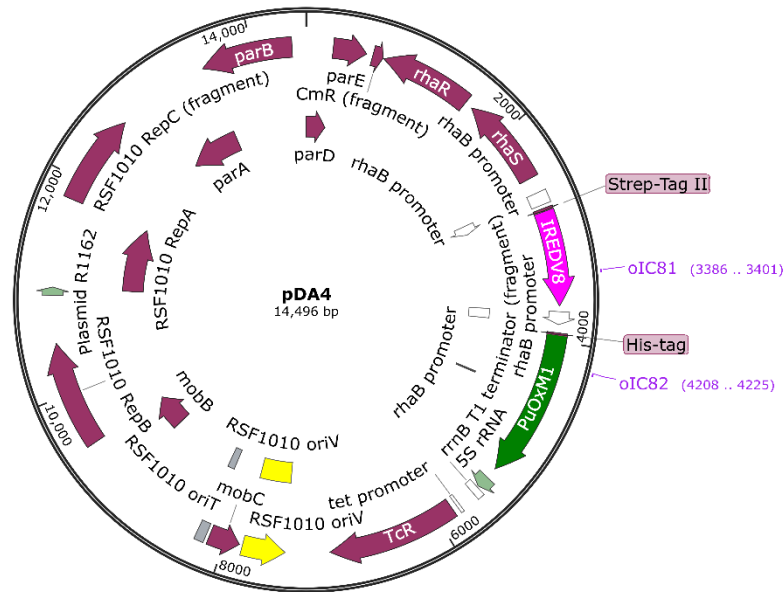 14,000
parB
parE
CmR (fragment)
rhaR
2000
rhaS
rhaB promoter
RSF1010 RepC (fragment)
parA
parD
rhaB promoter
Strep-Tag II
12,000
IREDV8
oIC81 (3386 .. 3401)
RSF1010 RepA
Plasmid R1162
pDA4
14,496 bp
rrnB T1 terminator (fragment)
rhaB promoter
4000
His-tag
rhaB promoter
oIC82 (4208 .. 4225)
RSF1010 RepB
mobB
PuOxM1
10,000
RSF1010 oriV
5S rRNA
RSF1010 oriT
mobC
tet promoter
RSF1010 oriV
TcR
6000
8000